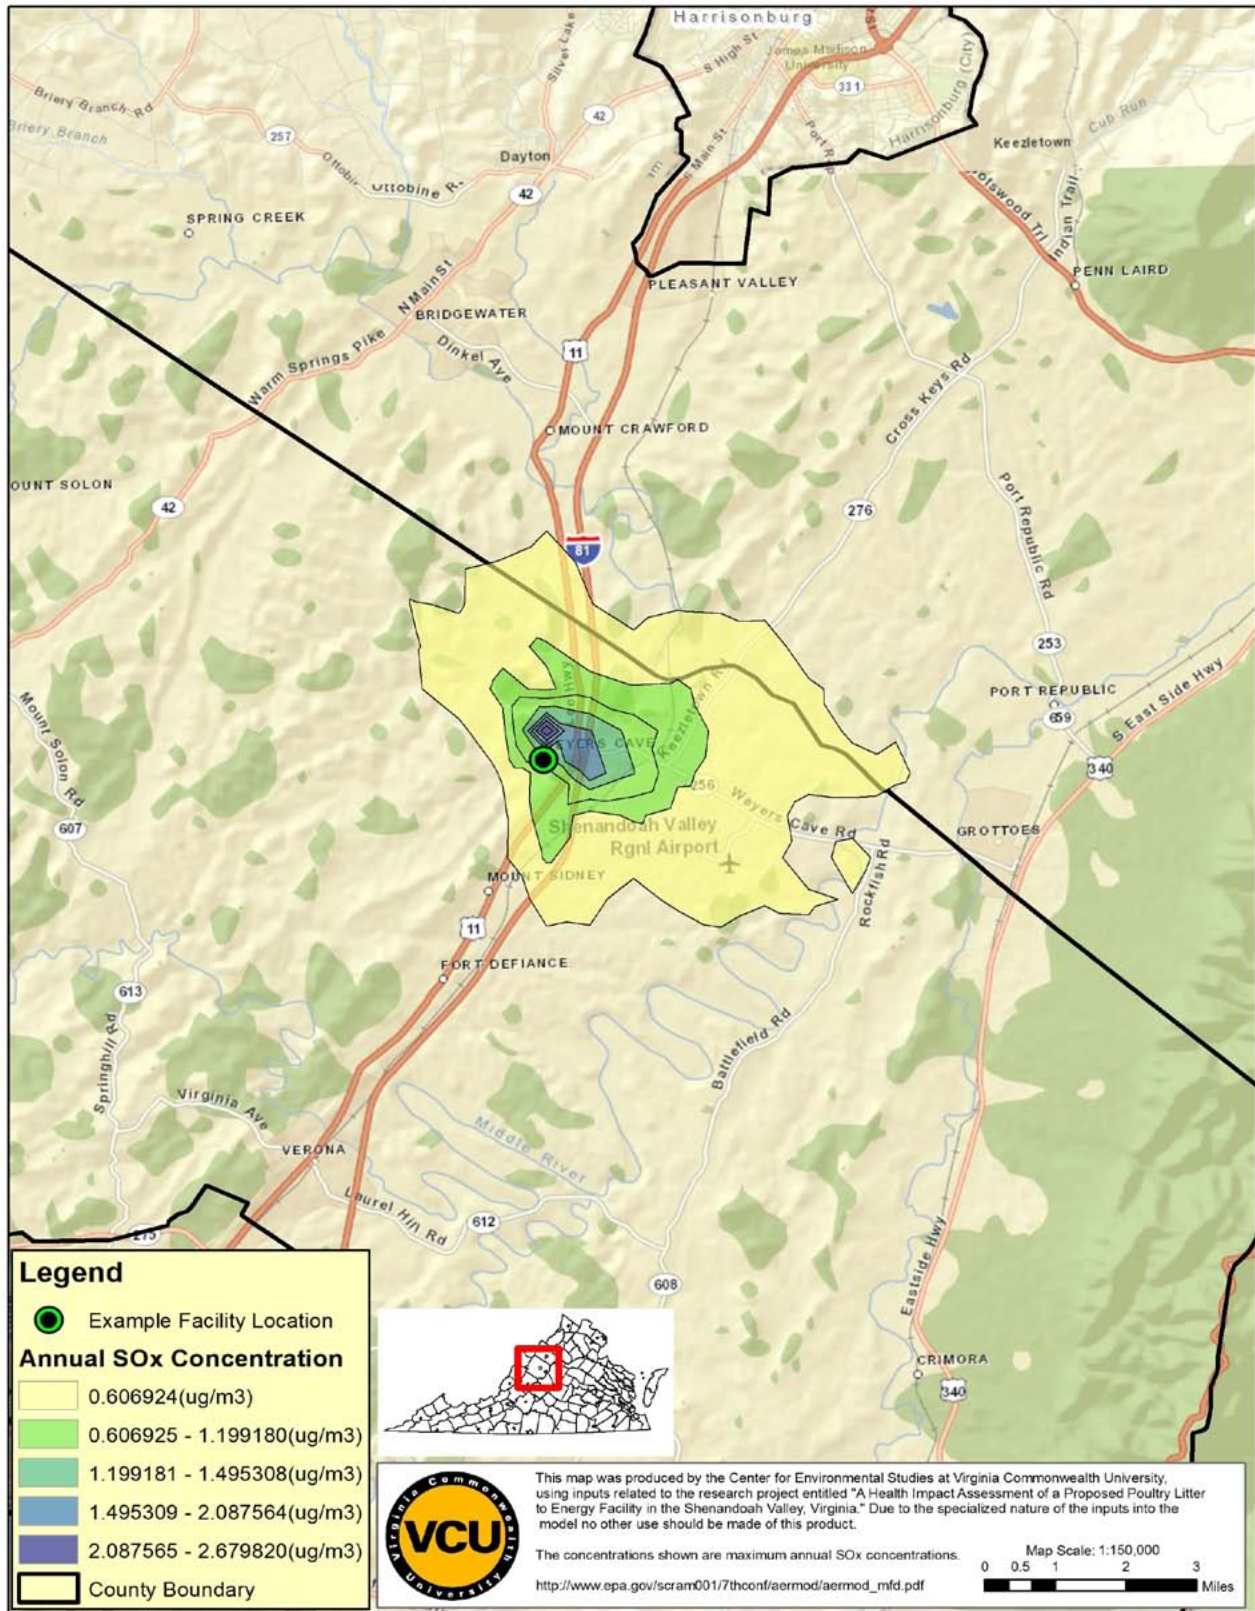 Harrisonburg
Silver Lake
S High St
James Madison
University
331
Harrisonburg (City)
Briery Branch Rd
Briery Branch
257
42
Dayton
S Main St
Port Rep
Keezletown
Cub Run
Ottobine R
42
Indian Trail
SPRING CREEK
N Main St
PENN LAIRD
PLEASANT VALLEY
BRIDGEWATER
Warm Springs Pike
Dinkel Ave
11
Cross Keys Rd
MOUNT CRAWFORD
OUNT SOLON
42
276
Port Republic Rd
81
253
PORT REPUBLIC
659
S East Side Hwy
Mount Solon Rd
Keezletown R
EYERS CAVE
340
256
Weyers Cave Rd
607
Shenandoah Valley
Rgnl Airport
GROTTOES
MOUNT SIDNEY
Rockfish Rd
11
FORT DEFIANCE
613
Battlefield Rd
Springhill Rd
Virginia Ave
Middle River
VERONA
Laurel Hill Rd
612
275
608
Eastside Hwy
CRIMORA
340
Legend
Example Facility Location
Annual SOx Concentration
0.606924(ug/m3)
0.606925 - 1.199180(ug/m3)
1.199181 - 1.495308(ug/m3)
1.495309 - 2.087564(ug/m3)
2.087565 - 2.679820(ug/m3)
County Boundary
Virginia Commonwealth University
VCU
This map was produced by the Center for Environmental Studies at Virginia Commonwealth University,
using inputs related to the research project entitled "A Health Impact Assessment of a Proposed Poultry Litter
to Energy Facility in the Shenandoah Valley, Virginia." Due to the specialized nature of the inputs into the
model no other use should be made of this product.
The concentrations shown are maximum annual SOx concentrations.
http://www.epa.gov/scram001/7thconf/aermod/aermod_mfd.pdf
Map Scale: 1:150,000
0 0.5 1 2 3
Miles